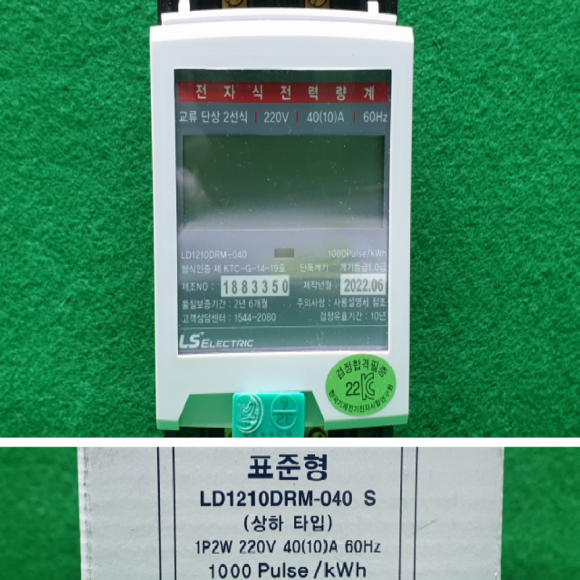 전자식전력량계
교류 단상 2선식 | 220V | 40(10)A | 60Hz
LD1210DRM-040 1000Pulse/kWh
형식인증 제 KTC-G-14-19호 단독계기 계기등급1.0급
제조NO : 1883350 제작년월 2022.06
품질보증기간 : 2년 6개월 주의사항 : 사용설명서 참조
고객상담센터 : 1544-2080 검정유효기간 : 10년
LS ELECTRIC
검정합격필증
22
표준형
LD1210DRM-040 S
(상하 타입)
1P2W 220V 40(10)A 60Hz
1000 Pulse/kWh